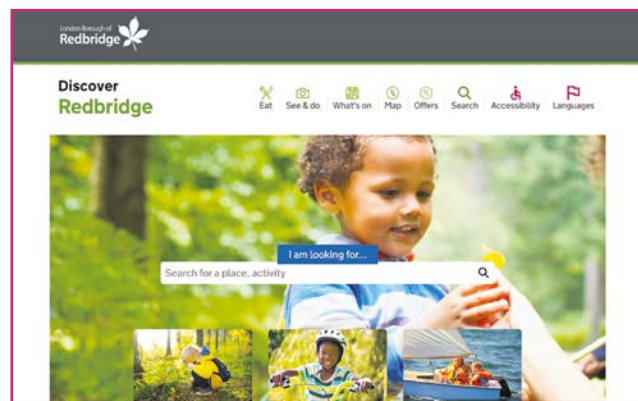 London Borough of
Redbridge
Discover
Redbridge
Eat
See & do
What's on
Map
Offers
Search
Accessibility
Languages
I am looking for...
Search for a place, activity